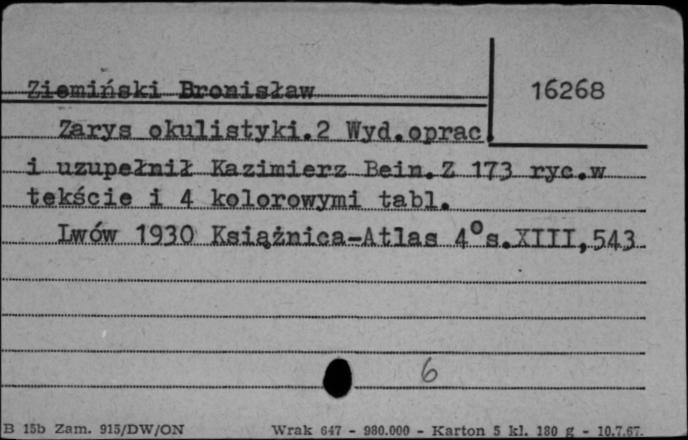 Ziemiński Bronisław
16268
Zarys okulistyki.2 Wyd.oprac.
i uzupełnił Kazimierz Bein.Z 173 ryc.w
tekście i 4 kolorowymi tabl.
Lwów 1930 Książnica-Atlas 4°s.XIII,543
6
B 15b Zam. 915/DW/ON Wrak 647 - 980.000 - Karton 5 kl. 180 g - 10.7.67.